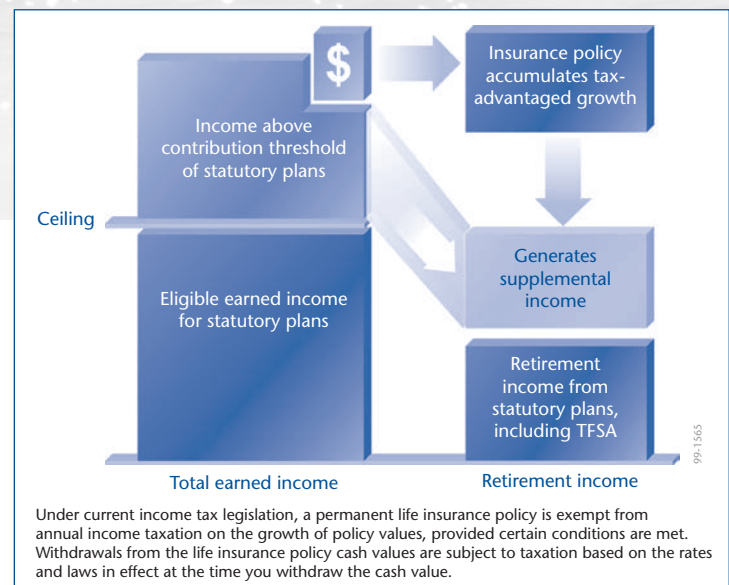 $
Insurance policy
accumulates tax-
advantaged growth
Income above
contribution threshold
of statutory plans
Ceiling
Generates
supplemental
income
Eligible earned income
for statutory plans
Retirement
income from
statutory plans,
including TFSA
99-1565
Total earned income
Retirement income
Under current income tax legislation, a permanent life insurance policy is exempt from
annual income taxation on the growth of policy values, provided certain conditions are met.
Withdrawals from the life insurance policy cash values are subject to taxation based on the rates
and laws in effect at the time you withdraw the cash value.